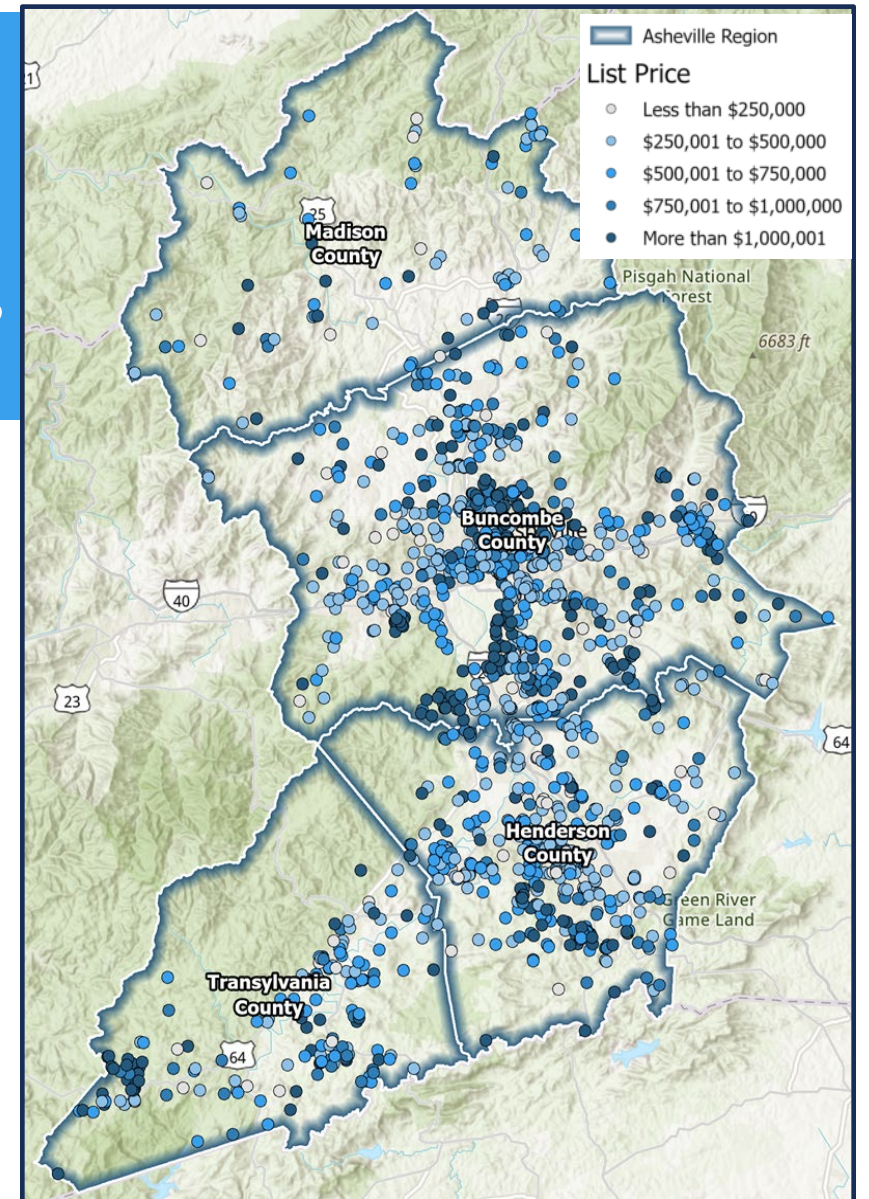 Asheville Region
List Price
Less than $250,000
$250,001 to $500,000
$500,001 to $750,000
$750,001 to $1,000,000
More than $1,000,001
25
Madison
County
Pisgah National
Forest
6683 ft
Buncombe
County
40
23
64
Henderson
County
Green River
Game Land
Transylvania
County
64